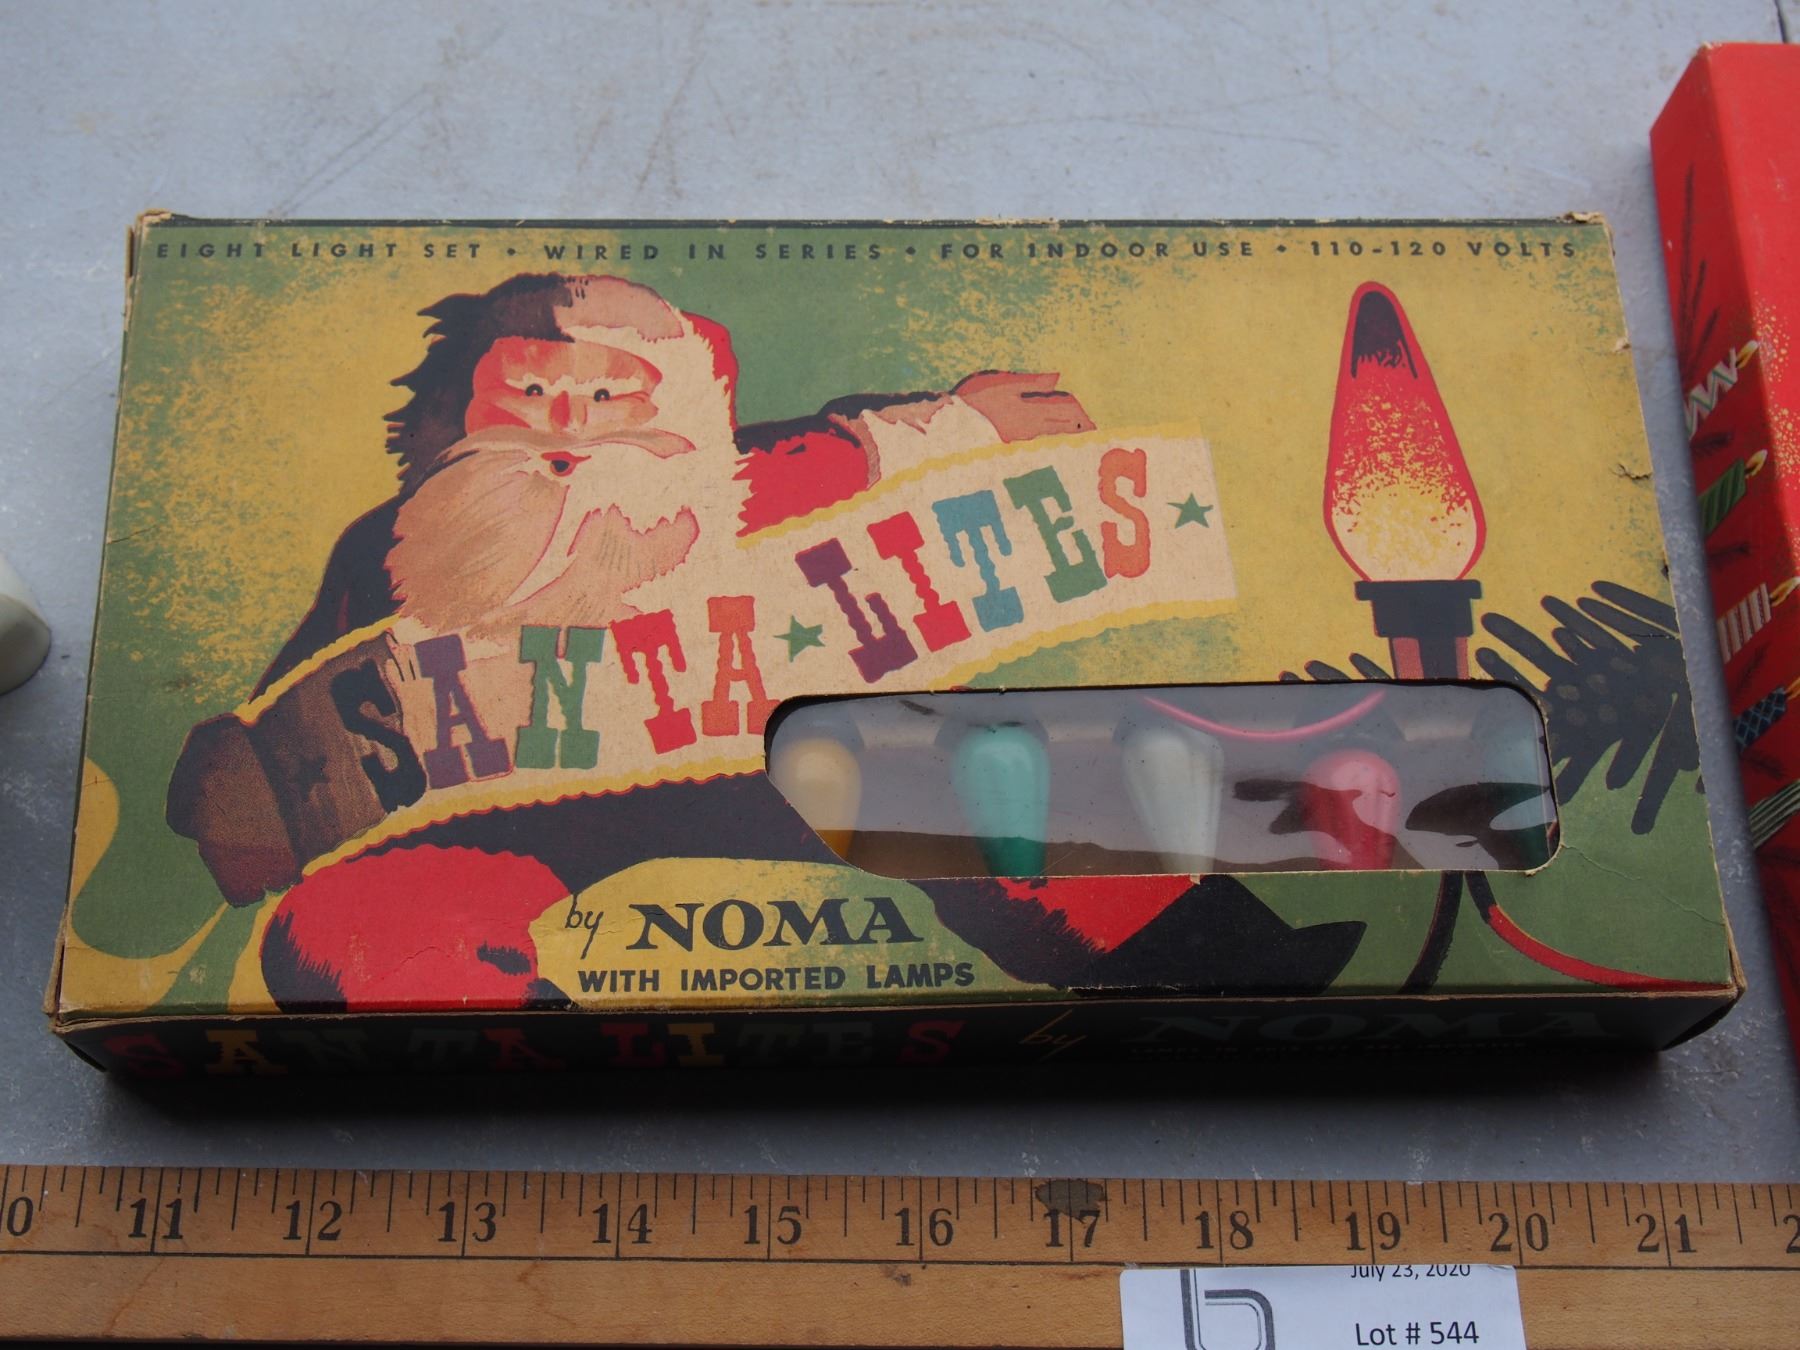 EIGHT LIGHT SET • WIRED IN SERIES • FOR INDOOR USE • 110-120 VOLTS
SANTA ★ LITES ★
by NOMA
WITH IMPORTED LAMPS
SANTA LITES by NOMA
0 11 12 13 14 15 16 17 18 19 20 21 2
July 23, 2020
Lot # 544